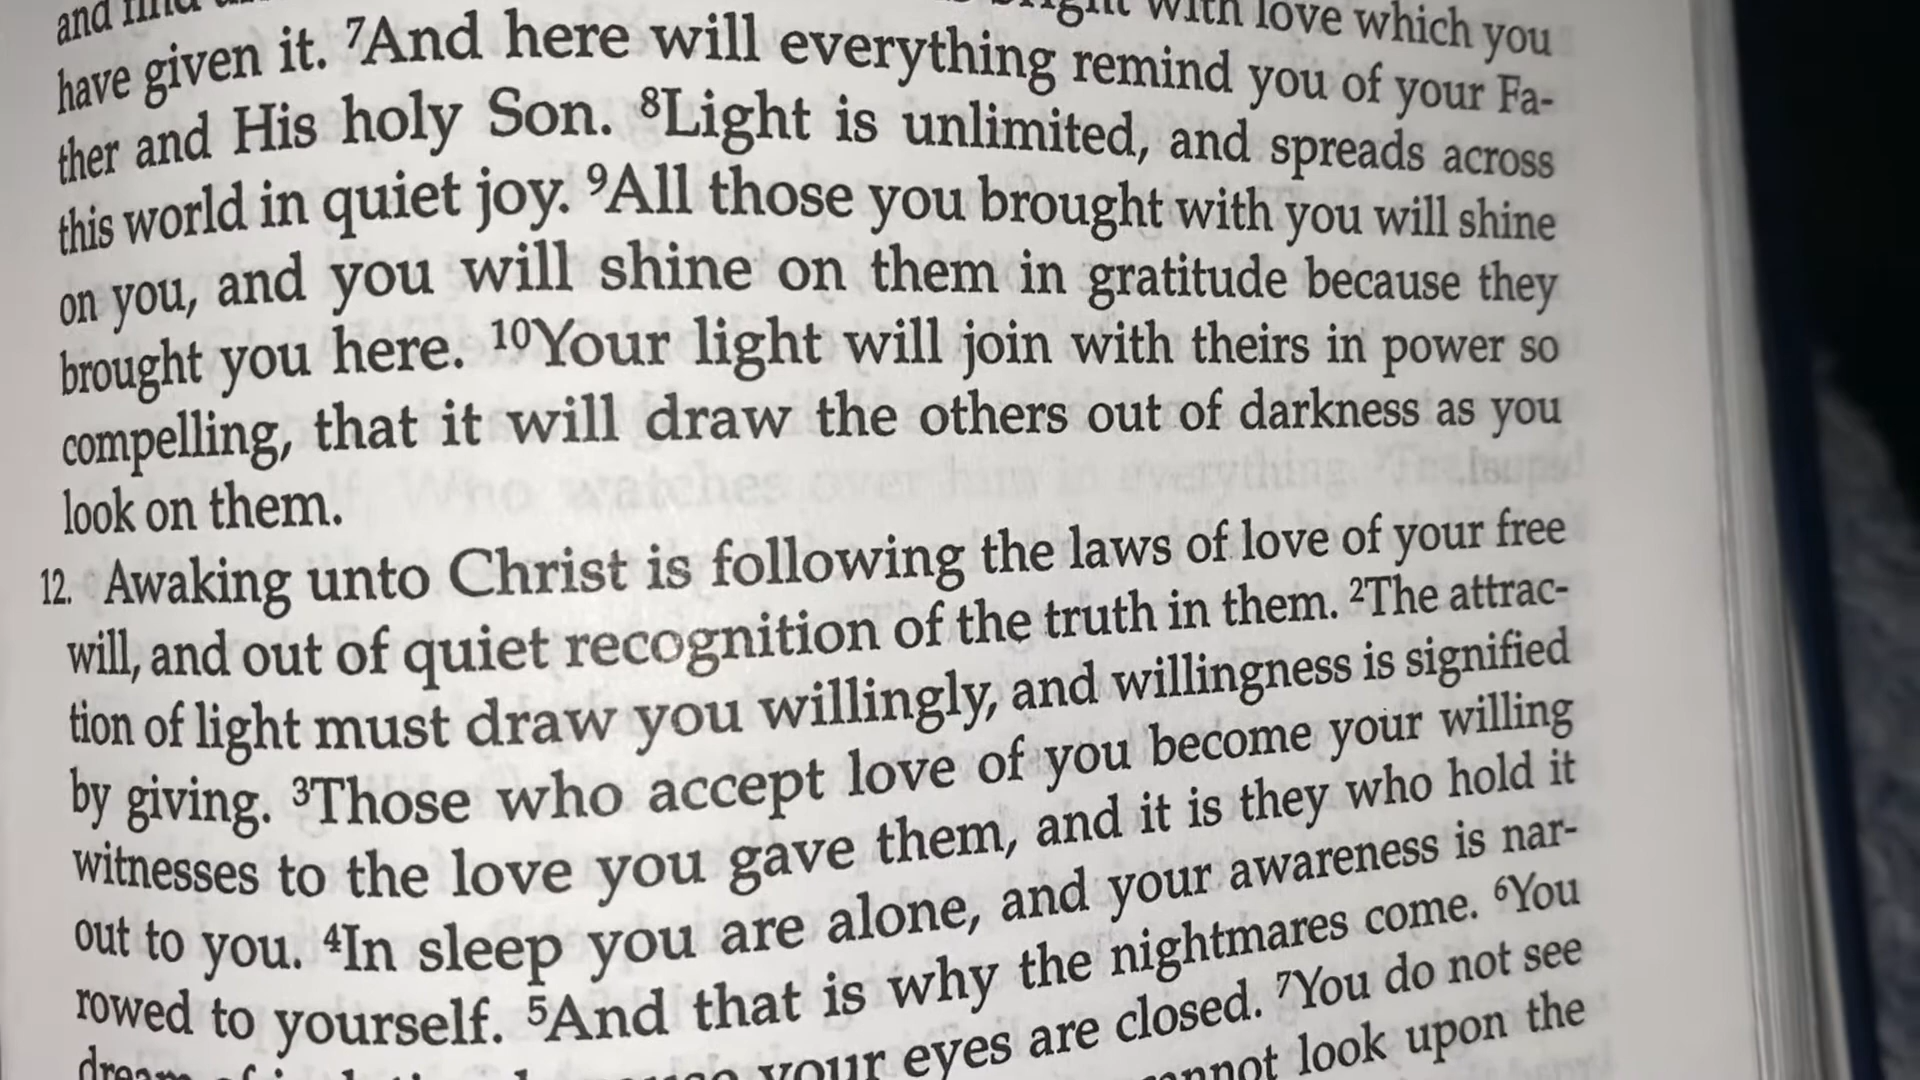 and find with love which you
have given it. ⁷And here will everything remind you of your Fa-
ther and His holy Son. ⁸Light is unlimited, and spreads across
this world in quiet joy. ⁹All those you brought with you will shine
on you, and you will shine on them in gratitude because they
brought you here. ¹⁰Your light will join with theirs in power so
compelling, that it will draw the others out of darkness as you
look on them.
12. Awaking unto Christ is following the laws of love of your free
will, and out of quiet recognition of the truth in them. ²The attrac-
tion of light must draw you willingly, and willingness is signified
by giving. ³Those who accept love of you become your willing
witnesses to the love you gave them, and it is they who hold it
out to you. ⁴In sleep you are alone, and your awareness is nar-
rowed to yourself. ⁵And that is why the nightmares come. ⁶You
dream of your eyes are closed. ⁷You do not see
look upon the